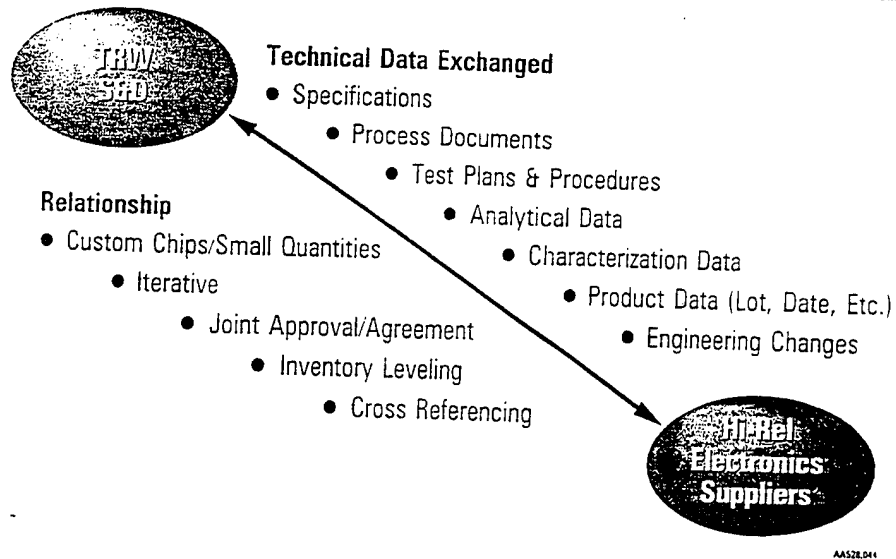 TRW
S&D
Technical Data Exchanged
● Specifications
● Process Documents
● Test Plans & Procedures
● Analytical Data
● Characterization Data
● Product Data (Lot, Date, Etc.)
● Engineering Changes
Relationship
● Custom Chips/Small Quantities
● Iterative
● Joint Approval/Agreement
● Inventory Leveling
● Cross Referencing
Hi-Rel
Electronics
Suppliers
AA528.044